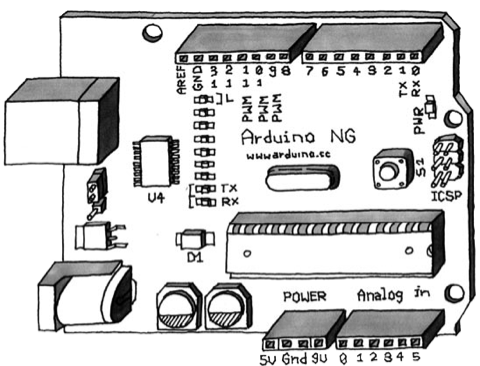 AREF GND 13 12 11 10 9 8 7 6 5 4 3 2 1 0
TX RX
L
PWM PWM PWM
PWR
Arduino NG
www.arduino.cc
S1
ICSP
U4
TX
RX
D1
POWER Analog in
5V Gnd 9V 0 1 2 3 4 5